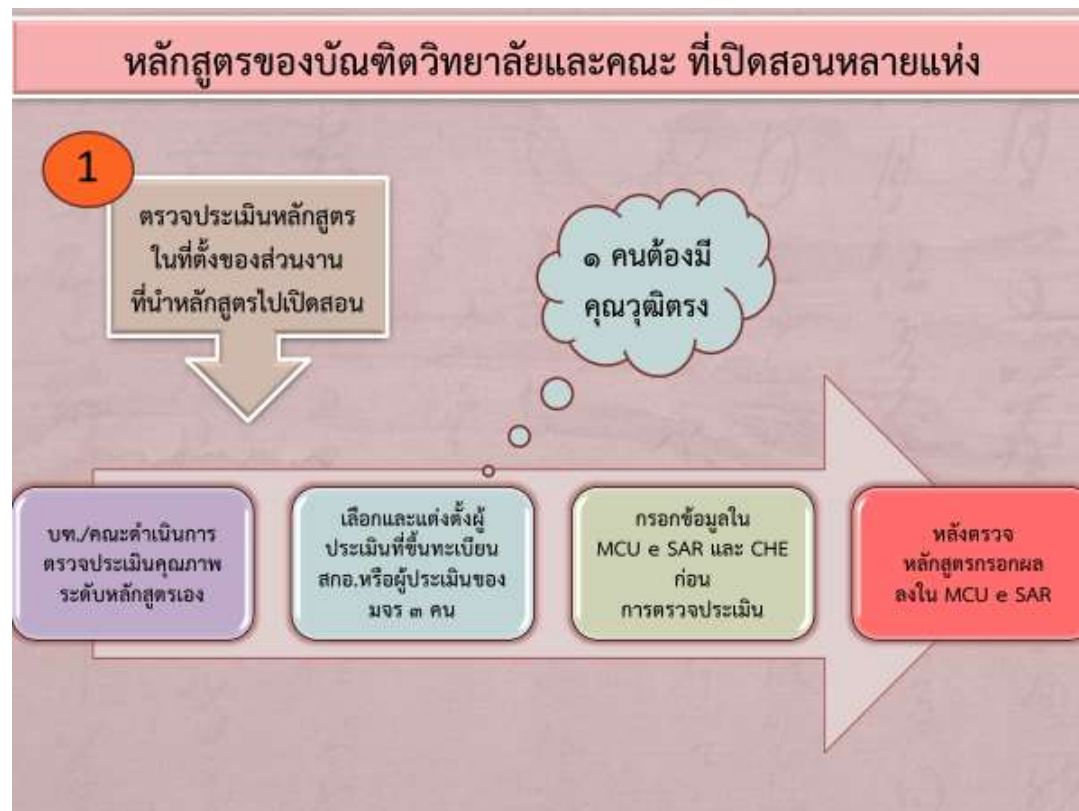 หลักสูตรของบัณฑิตวิทยาลัยและคณะ ที่เปิดสอนหลายแห่ง
1
ตรวจประเมินหลักสูตร
ในที่ตั้งของส่วนงาน
ที่นำหลักสูตรไปเปิดสอน
๑ คนต้องมี
คุณวุฒิตรง
บฑ./คณะดำเนินการ
ตรวจประเมินคุณภาพ
ระดับหลักสูตรเอง
เลือกและแต่งตั้งผู้
ประเมินที่ขึ้นทะเบียน
สกอ.หรือผู้ประเมินของ
มจร ๓ คน
กรอกข้อมูลใน
MCU e SAR และ CHE
ก่อน
การตรวจประเมิน
หลังตรวจ
หลักสูตรกรอกผล
ลงใน MCU e SAR